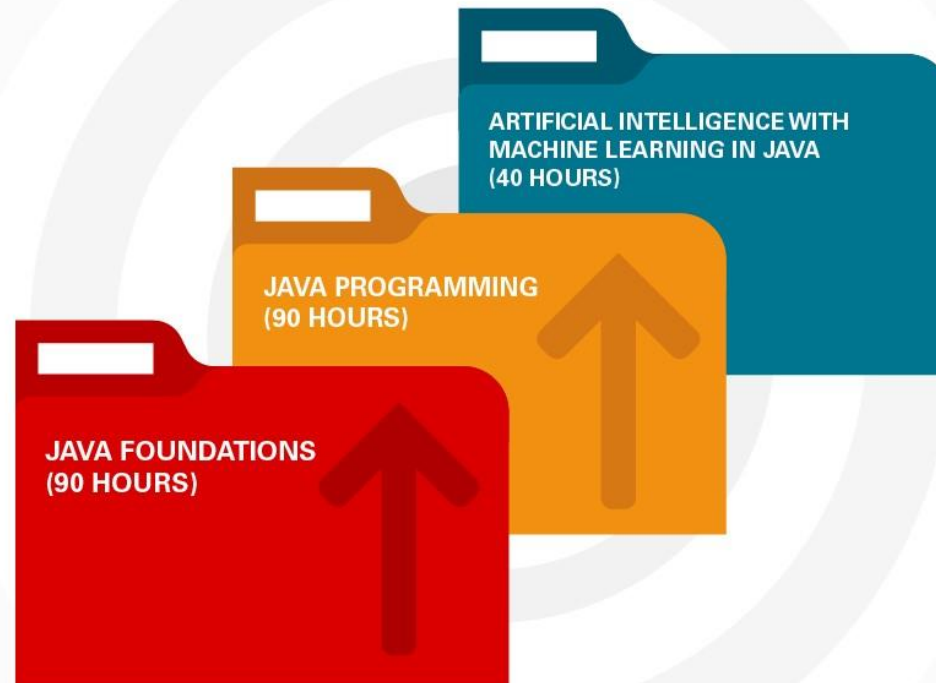 ARTIFICIAL INTELLIGENCE WITH
MACHINE LEARNING IN JAVA
(40 HOURS)
JAVA PROGRAMMING
(90 HOURS)
JAVA FOUNDATIONS
(90 HOURS)